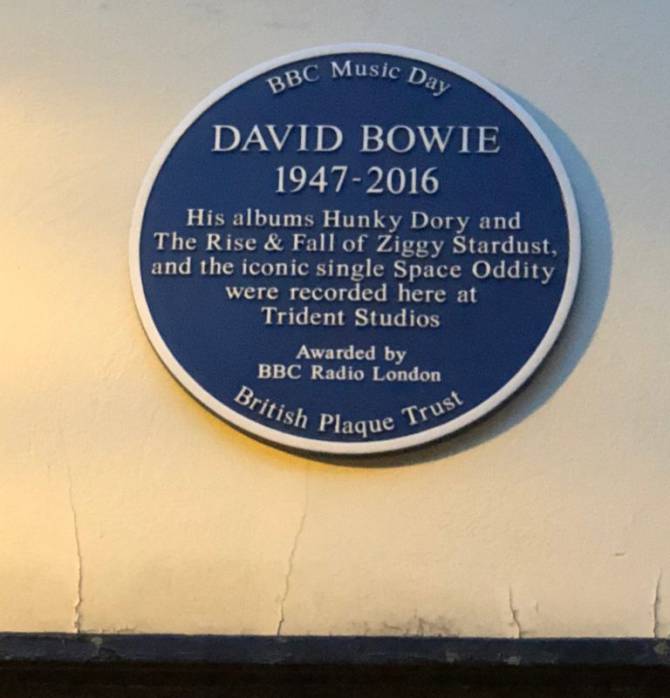 BBC Music Day
DAVID BOWIE
1947-2016
His albums Hunky Dory and
The Rise & Fall of Ziggy Stardust,
and the iconic single Space Oddity
were recorded here at
Trident Studios
Awarded by
BBC Radio London
British Plaque Trust